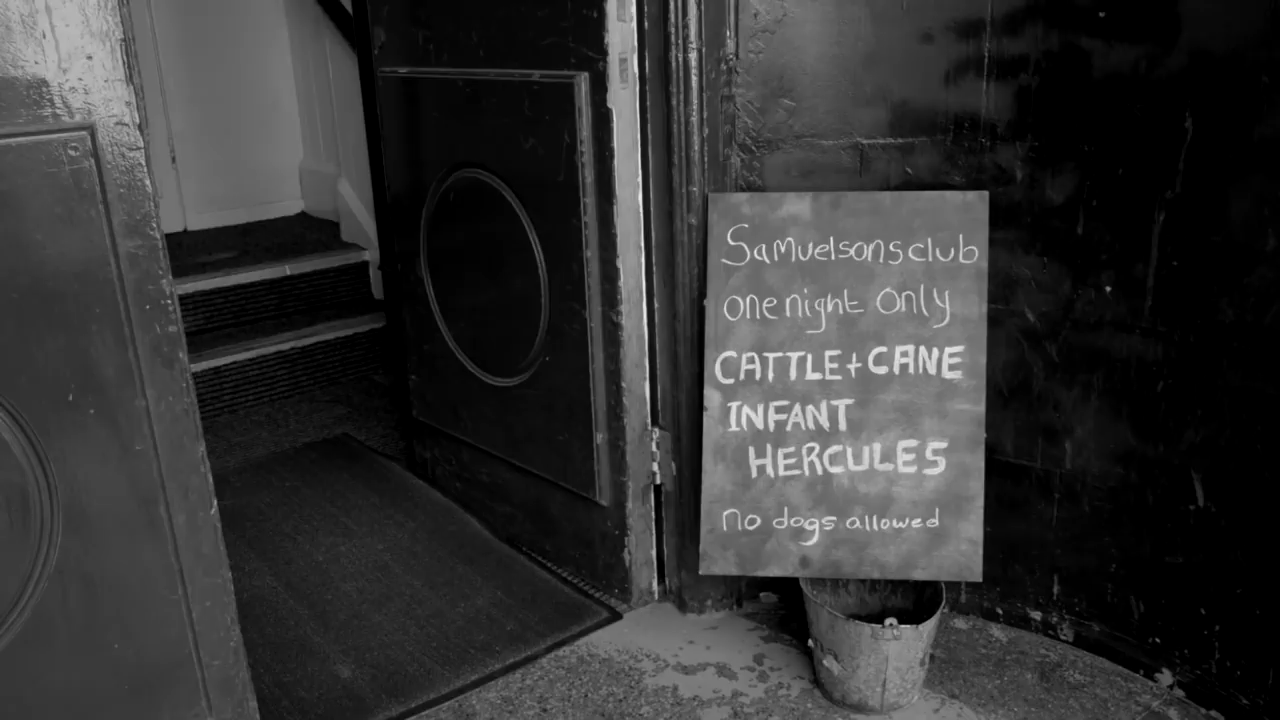 Samuelsons club
one night Only
CATTLE+CANE
INFANT
HERCULES
no dogs allowed